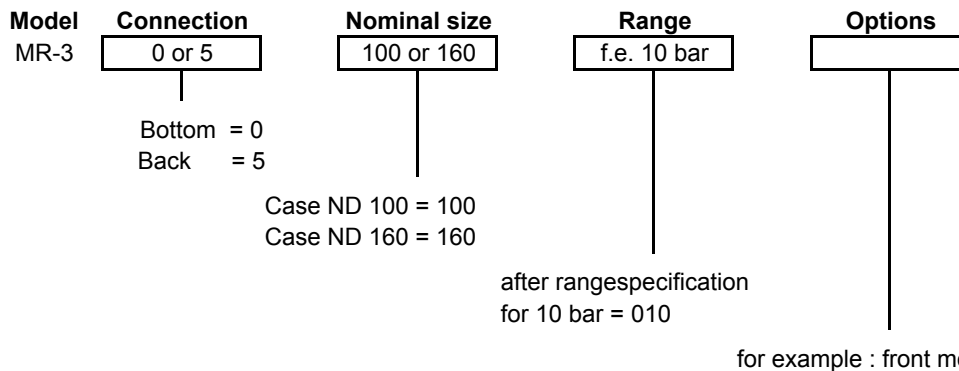 Model Connection Nominal size Range Options
MR-3 0 or 5 100 or 160 f.e. 10 bar
Bottom = 0
Back = 5
Case ND 100 = 100
Case ND 160 = 160
after rangespecification
for 10 bar = 010
for example : front